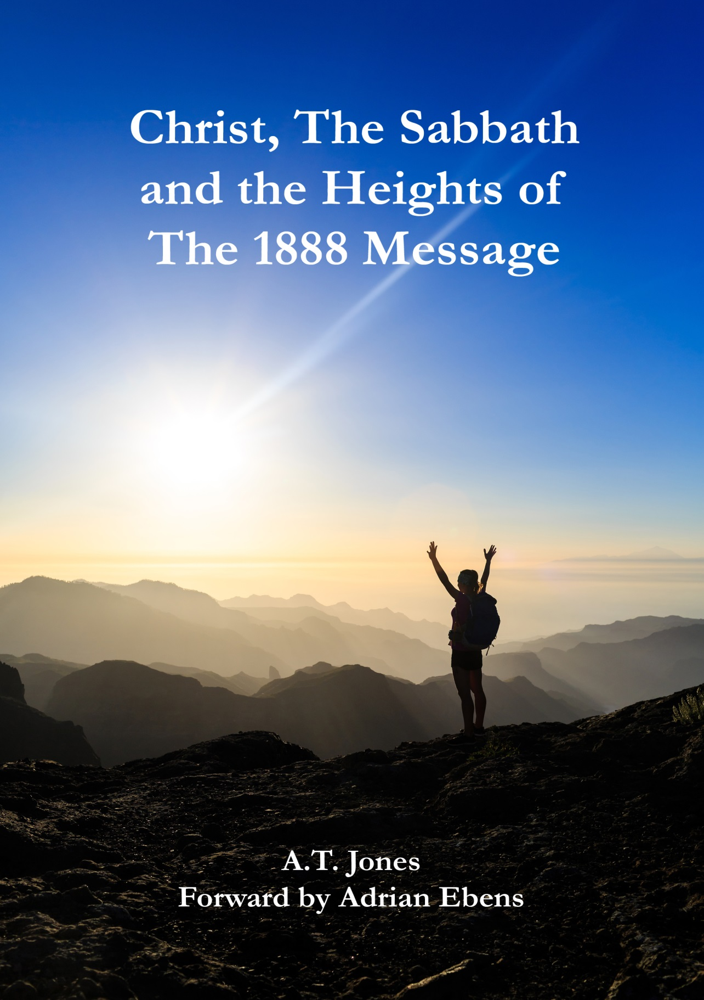 Christ, The Sabbath
and the Heights of
The 1888 Message
A.T. Jones
Forward by Adrian Ebens